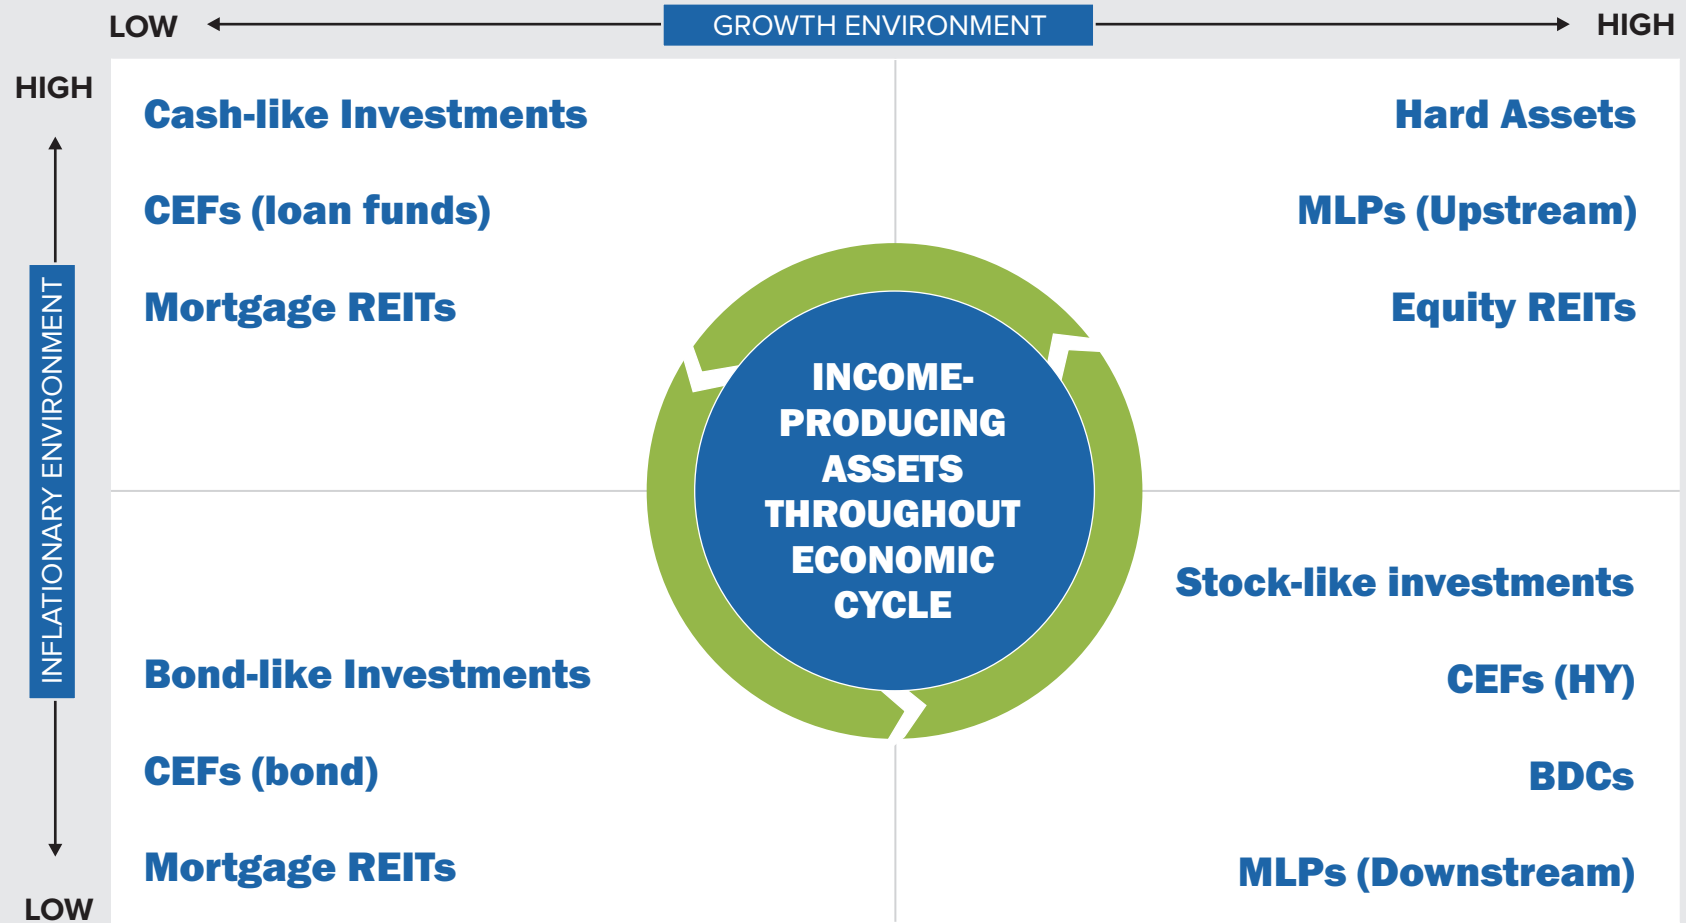 LOW
GROWTH ENVIRONMENT
HIGH
HIGH
INFLATIONARY ENVIRONMENT
LOW
Cash-like Investments
CEFs (loan funds)
Mortgage REITs
Hard Assets
MLPs (Upstream)
Equity REITs
INCOME-
PRODUCING
ASSETS
THROUGHOUT
ECONOMIC
CYCLE
Bond-like Investments
CEFs (bond)
Mortgage REITs
Stock-like investments
CEFs (HY)
BDCs
MLPs (Downstream)